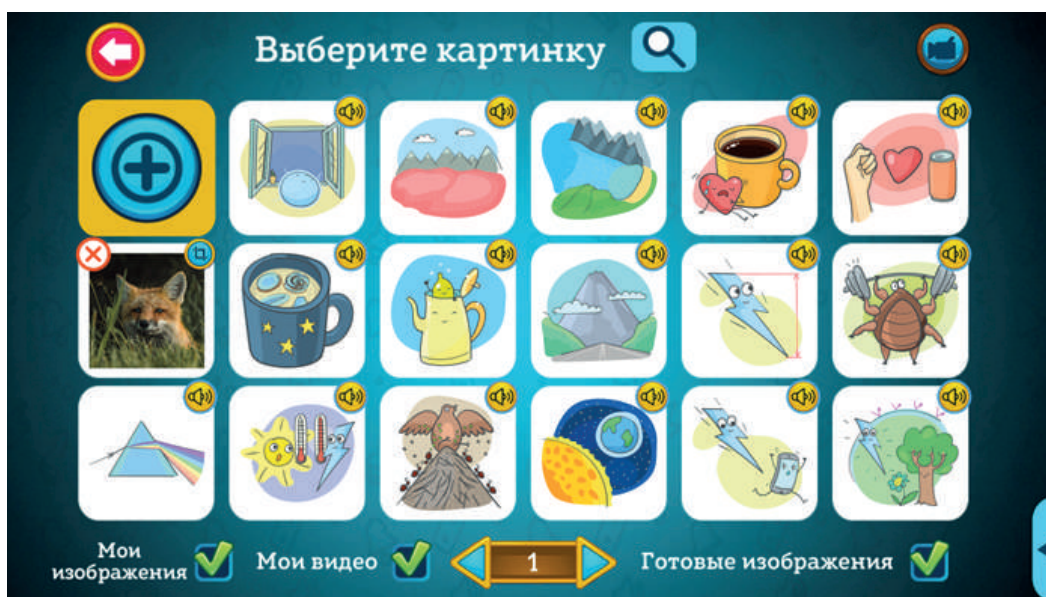 Выберите картинку
Мои
изображения
Мои видео
1
Готовые изображения